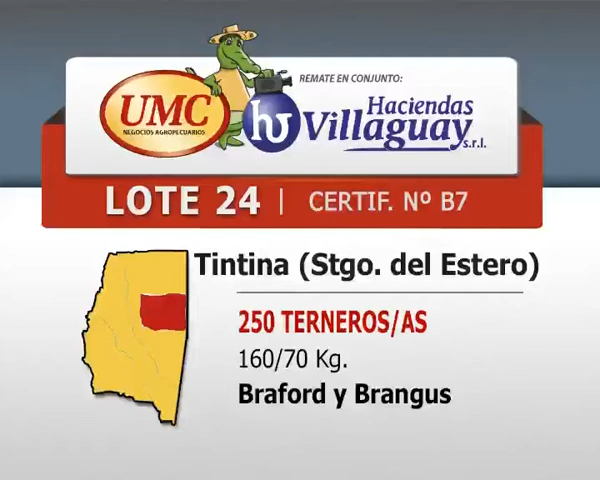 REMATE EN CONJUNTO:
UMC
NEGOCIOS AGROPECUARIOS
hv
Haciendas
Villaguay s.r.l.
LOTE 24 | CERTIF. Nº B7
Tintina (Stgo. del Estero)
250 TERNEROS/AS
160/70 Kg.
Braford y Brangus